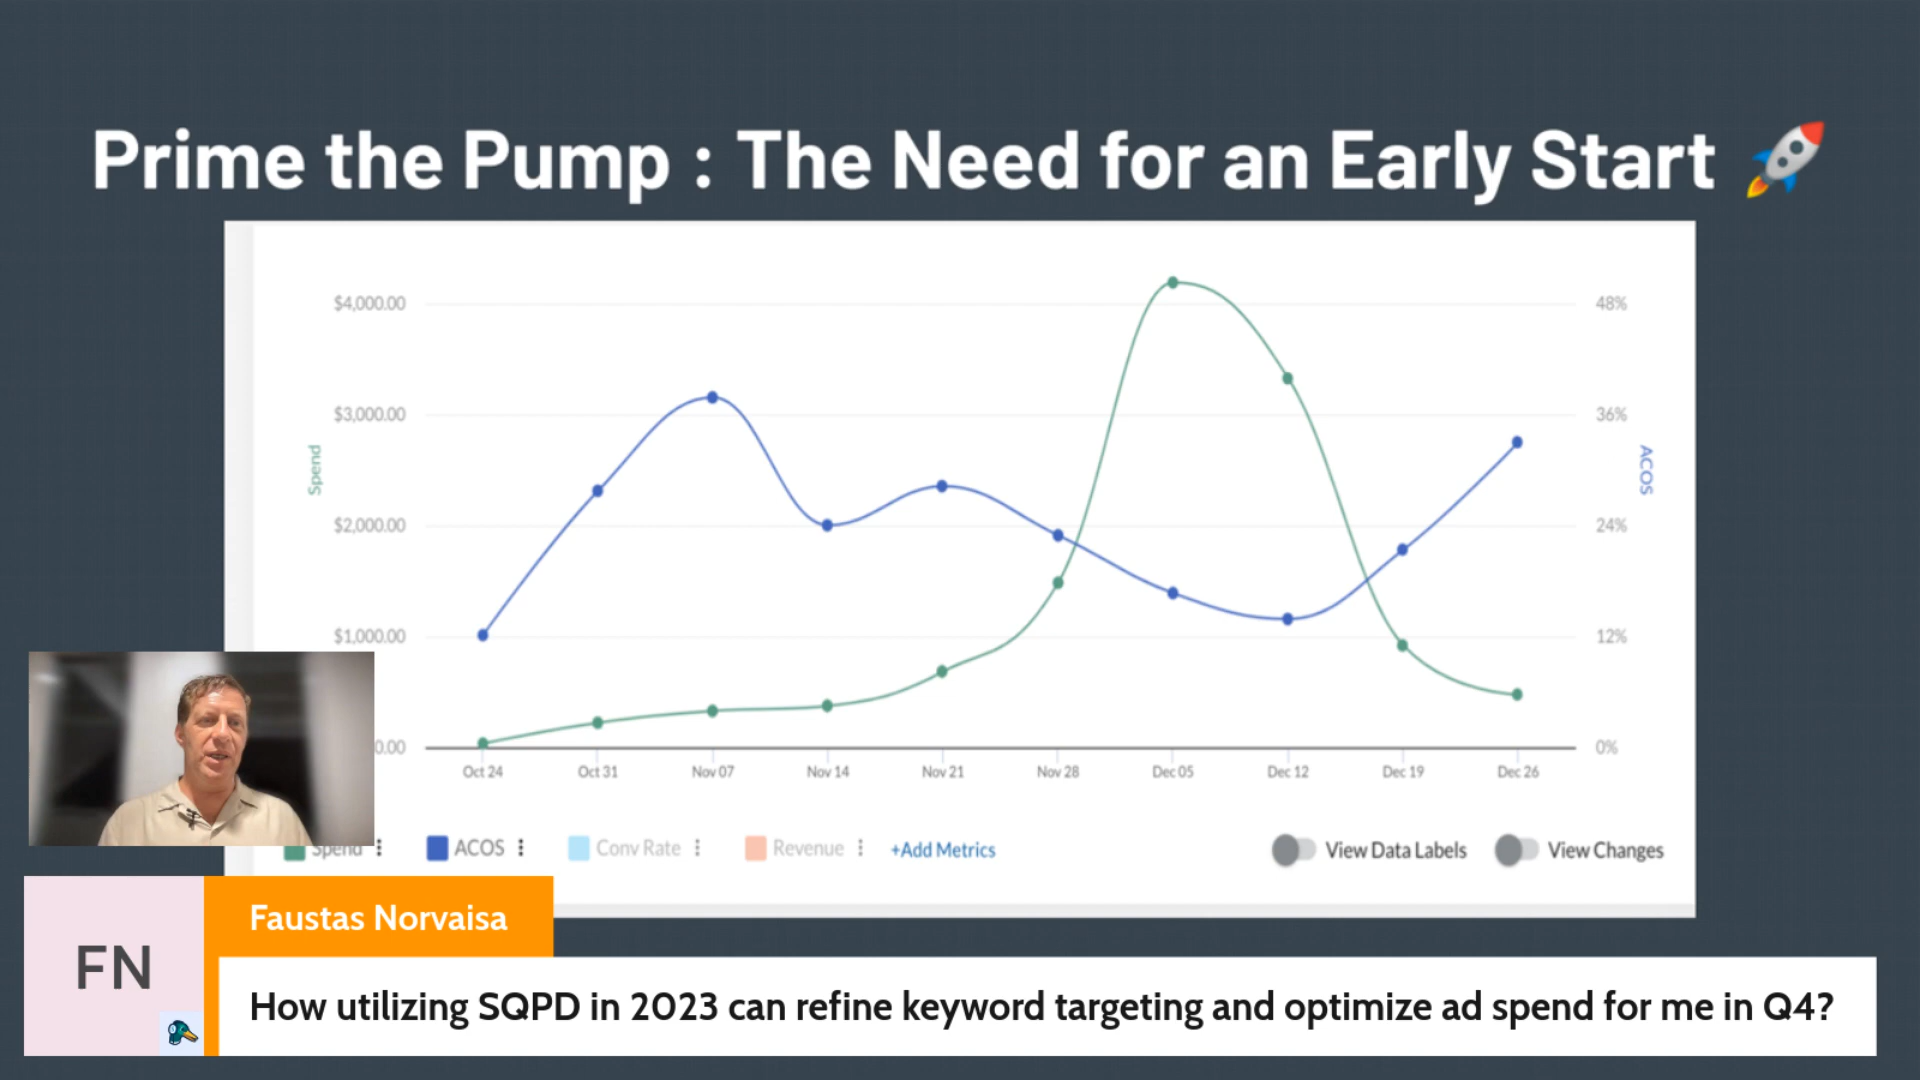 Prime the Pump : The Need for an Early Start 🚀
$4,000.00
48%
$3,000.00
36%
Spend
ACOS
$2,000.00
24%
$1,000.00
12%
0.00
0%
Oct 24
Oct 31
Nov 07
Nov 14
Nov 21
Nov 28
Dec 05
Dec 12
Dec 19
Dec 26
Spend
ACOS
Conv Rate
Revenue
+Add Metrics
View Data Labels
View Changes
Faustas Norvaisa
FN
How utilizing SQPD in 2023 can refine keyword targeting and optimize ad spend for me in Q4?